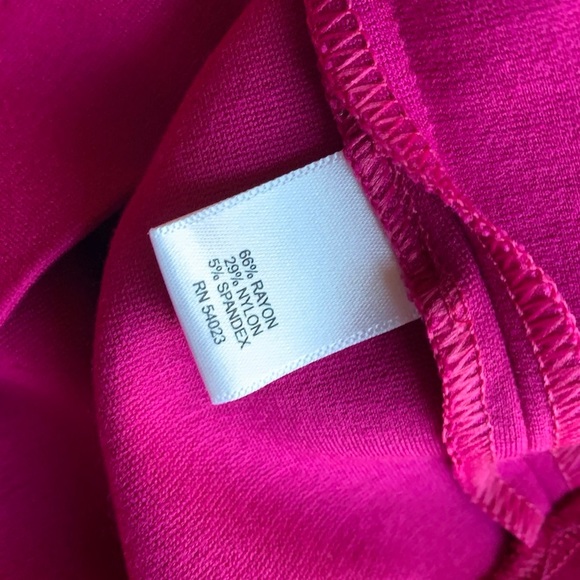 66% RAYON
29% NYLON
5% SPANDEX
RN 54023